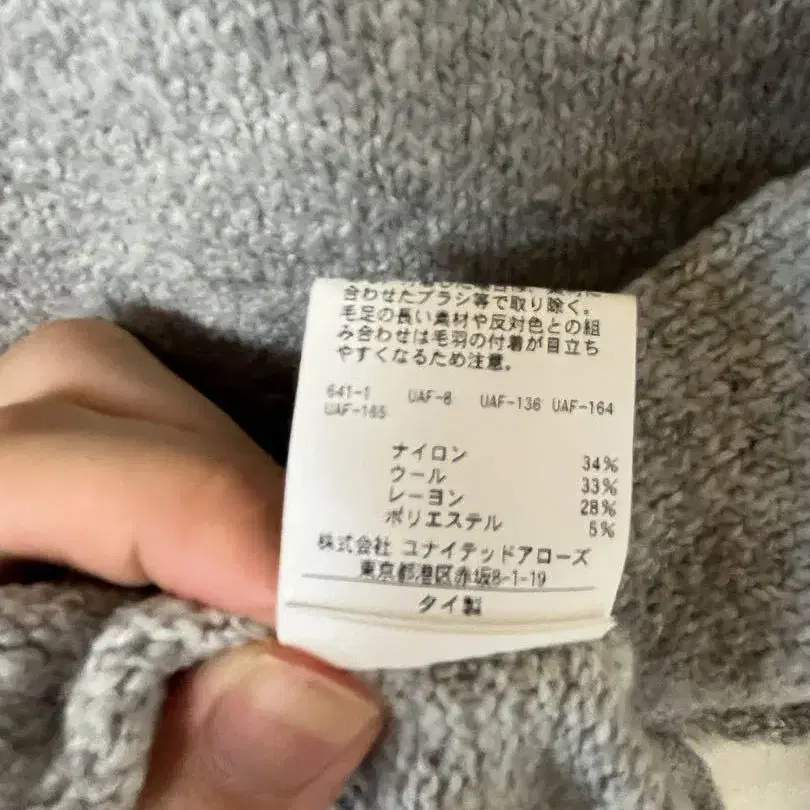 合わせたブラシ等で取り除く。
毛足の長い素材や反対色との組
み合わせは毛羽の付着が目立ち
やすくなるため注意。
641-1 UAF-8 UAF-136 UAF-164
UAF-165
ナイロン 34%
ウール 33%
レーヨン 28%
ポリエステル 5%
株式会社 ユナイテッドアローズ
東京都港区赤坂8-1-19
タイ製